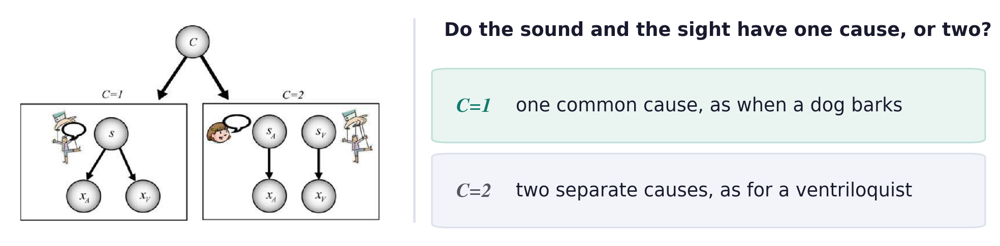 C
C=1
C=2
s
x_A
x_V
s_A
s_V
x_A
x_V
Do the sound and the sight have one cause, or two?
C=1 one common cause, as when a dog barks
C=2 two separate causes, as for a ventriloquist